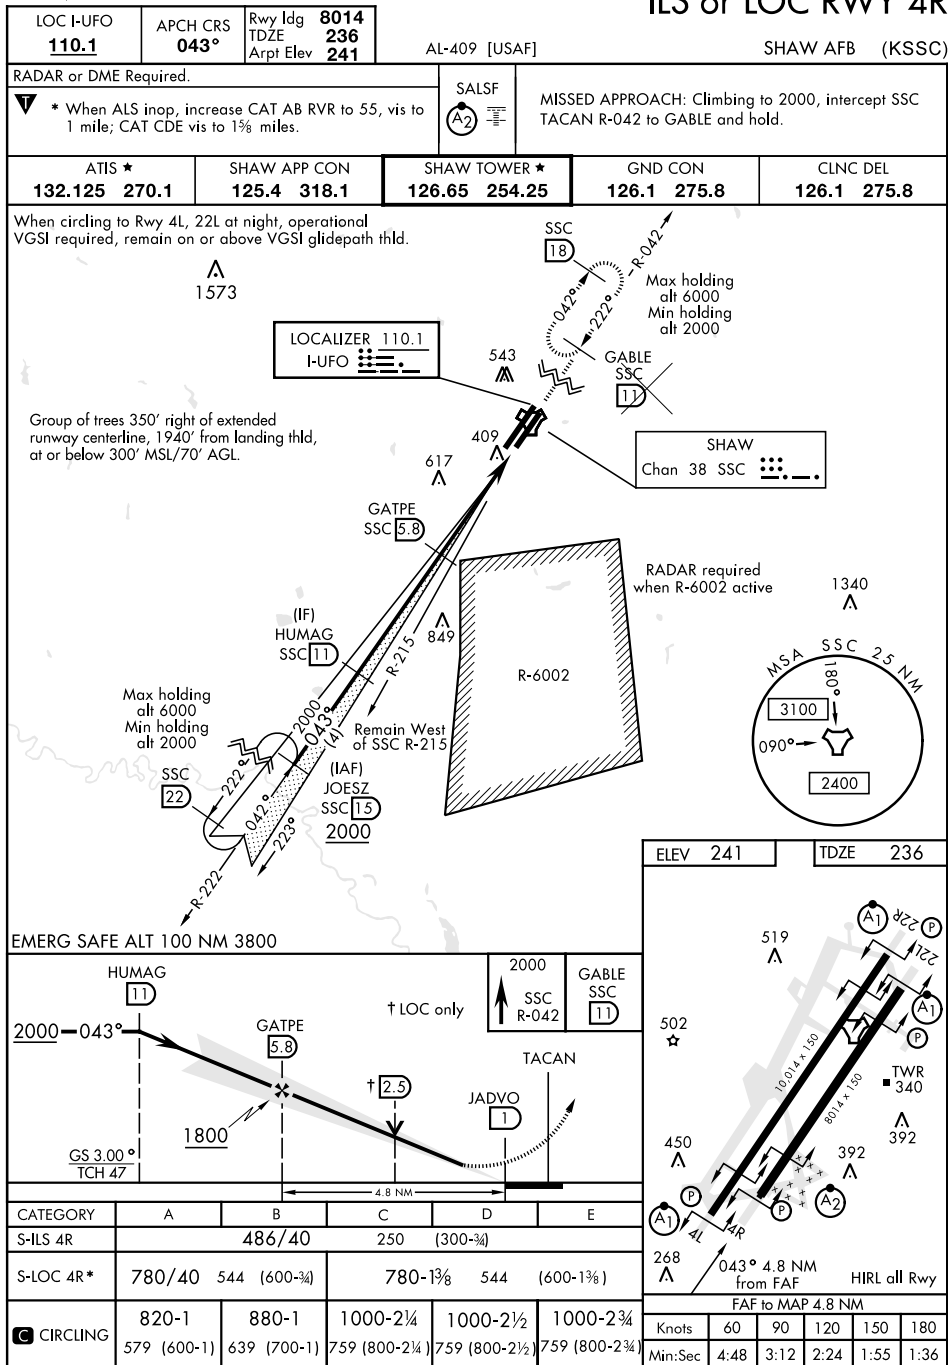 ILS or LOC RWY 4R
LOC I-UFO
110.1
APCH CRS
043°
Rwy ldg 8014
TDZE 236
Arpt Elev 241
AL-409 [USAF]
SHAW AFB (KSSC)
RADAR or DME Required.
T
* When ALS inop, increase CAT AB RVR to 55, vis to
1 mile; CAT CDE vis to 1⅝ miles.
SALSF
A2
MISSED APPROACH: Climbing to 2000, intercept SSC
TACAN R-042 to GABLE and hold.
ATIS ★
132.125 270.1
SHAW APP CON
125.4 318.1
SHAW TOWER ★
126.65 254.25
GND CON
126.1 275.8
CLNC DEL
126.1 275.8
When circling to Rwy 4L, 22L at night, operational
VGSI required, remain on or above VGSI glidepath thld.
1573
SSC
18
R-042
042°
222°
Max holding
alt 6000
Min holding
alt 2000
LOCALIZER 110.1
I-UFO
543
GABLE
SSC
11
Group of trees 350' right of extended
runway centerline, 1940' from landing thld,
at or below 300' MSL/70' AGL.
409
617
SHAW
Chan 38 SSC
GATPE
SSC 5.8
RADAR required
when R-6002 active
1340
(IF)
HUMAG
SSC 11
849
R-215
R-6002
MSA SSC 25 NM
180°
3100
090°
2400
Max holding
alt 6000
Min holding
alt 2000
2000
043°
(4)
Remain West
of SSC R-215
SSC
22
222°
042°
223°
(IAF)
JOESZ
SSC 15
2000
R-222
EMERG SAFE ALT 100 NM 3800
ELEV 241
TDZE 236
A1
22R
P
22L
519
A1
P
502
10,014 x 150
8014 x 150
TWR
340
392
450
392
P
P
A1
A2
4L
4R
268
043° 4.8 NM
from FAF
HIRL all Rwy
FAF to MAP 4.8 NM
Knots 60 90 120 150 180
Min:Sec 4:48 3:12 2:24 1:55 1:36
HUMAG
11
† LOC only
2000
SSC
R-042
GABLE
SSC
11
2000 043°
GATPE
5.8
† 2.5
TACAN
JADVO
1
1800
GS 3.00°
TCH 47
4.8 NM
CATEGORY A B C D E
S-ILS 4R 486/40 250 (300-¾)
S-LOC 4R* 780/40 544 (600-¾) 780-1⅜ 544 (600-1⅜)
C CIRCLING
820-1
579 (600-1)
880-1
639 (700-1)
1000-2¼
759 (800-2¼)
1000-2½
759 (800-2½)
1000-2¾
759 (800-2¾)